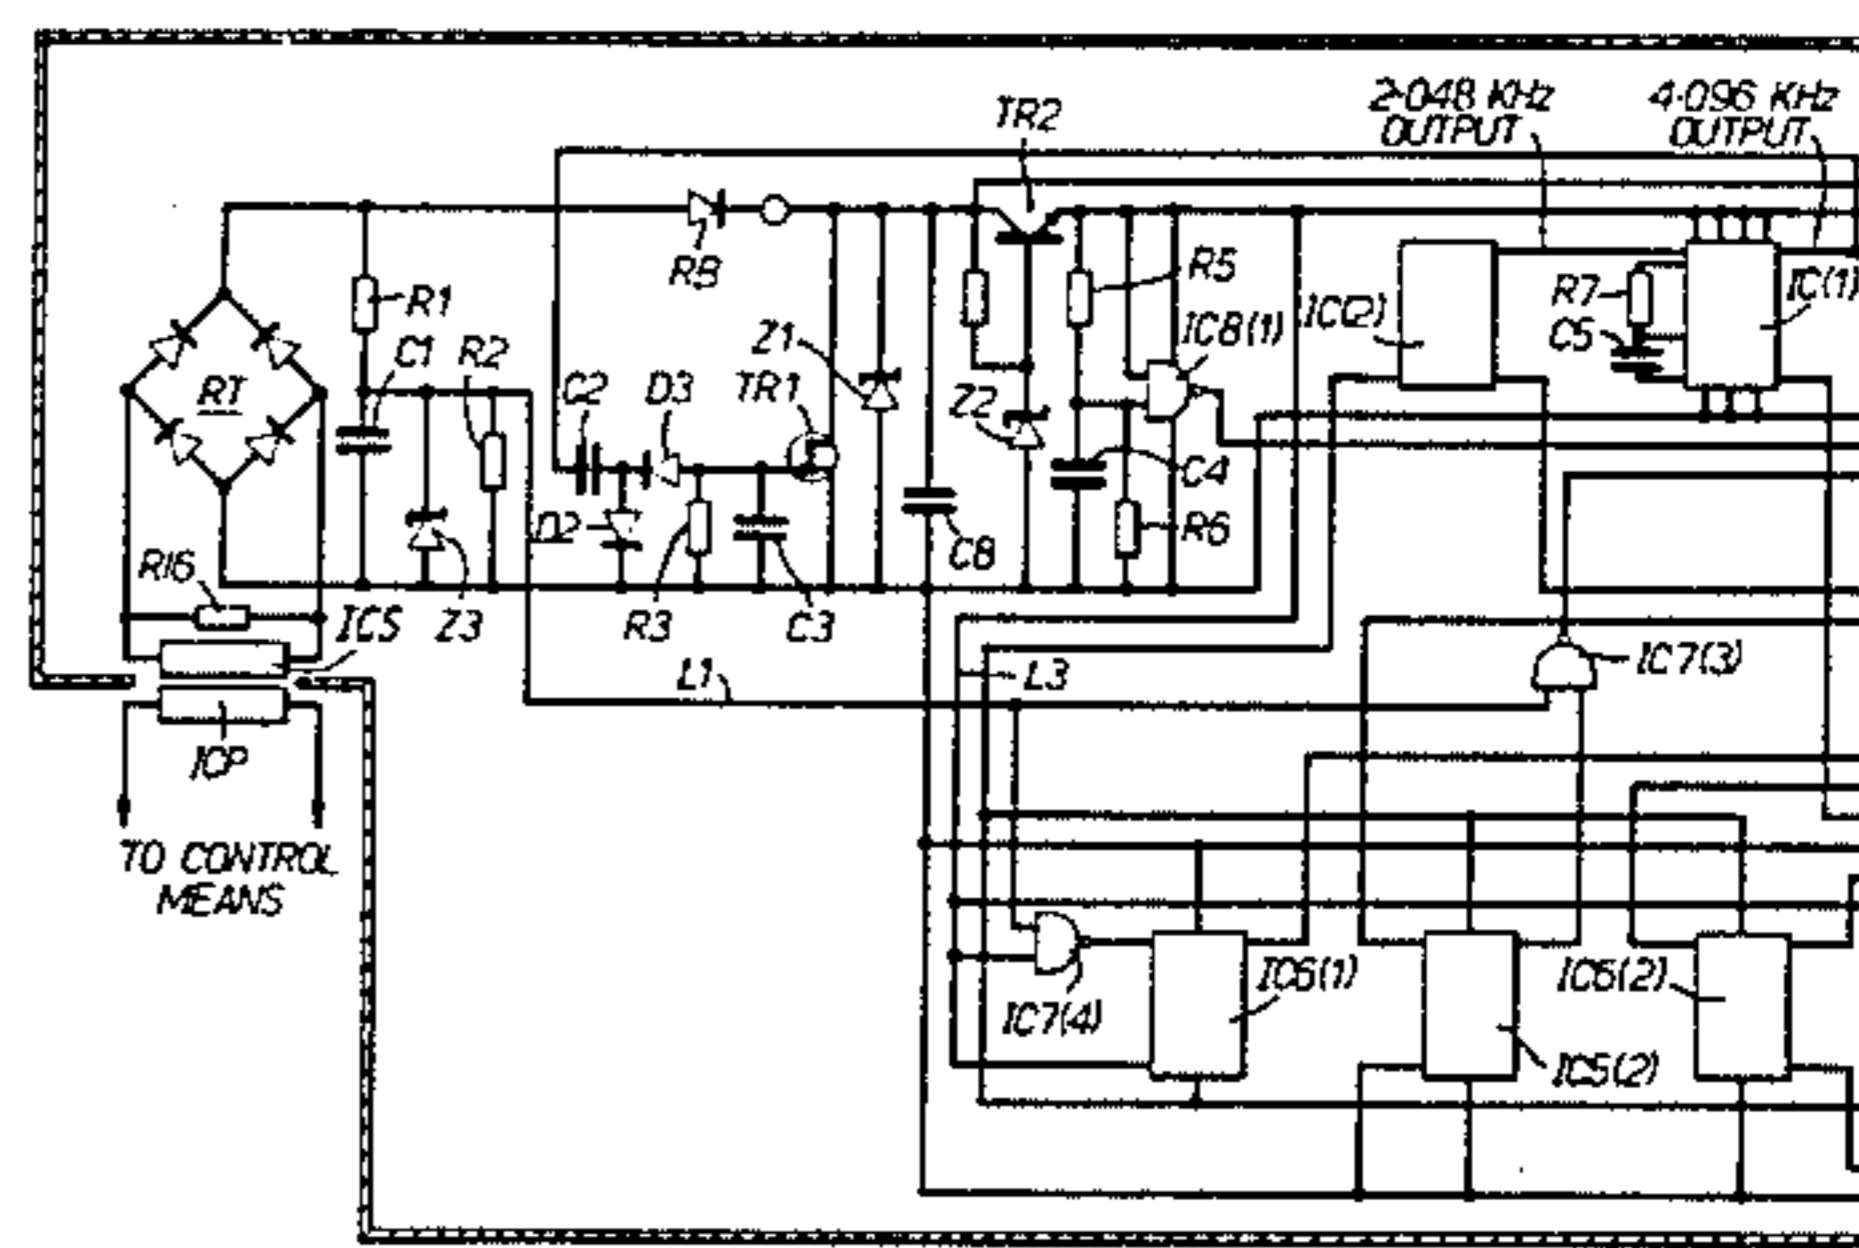 TR2
2·048 KHz
OUTPUT
4·096 KHz
OUTPUT
RB
R5
R7
IC(1)
R1
Z1
IC8(1)
IC(2)
C5
C1
R2
RT
C2
D3
TR1
Z2
C4
D2
C8
R6
R16
ICS
Z3
R3
C3
IC7(3)
L1
L3
ICP
TO CONTROL
MEANS
IC6(1)
IC6(2)
IC7(4)
IC5(2)